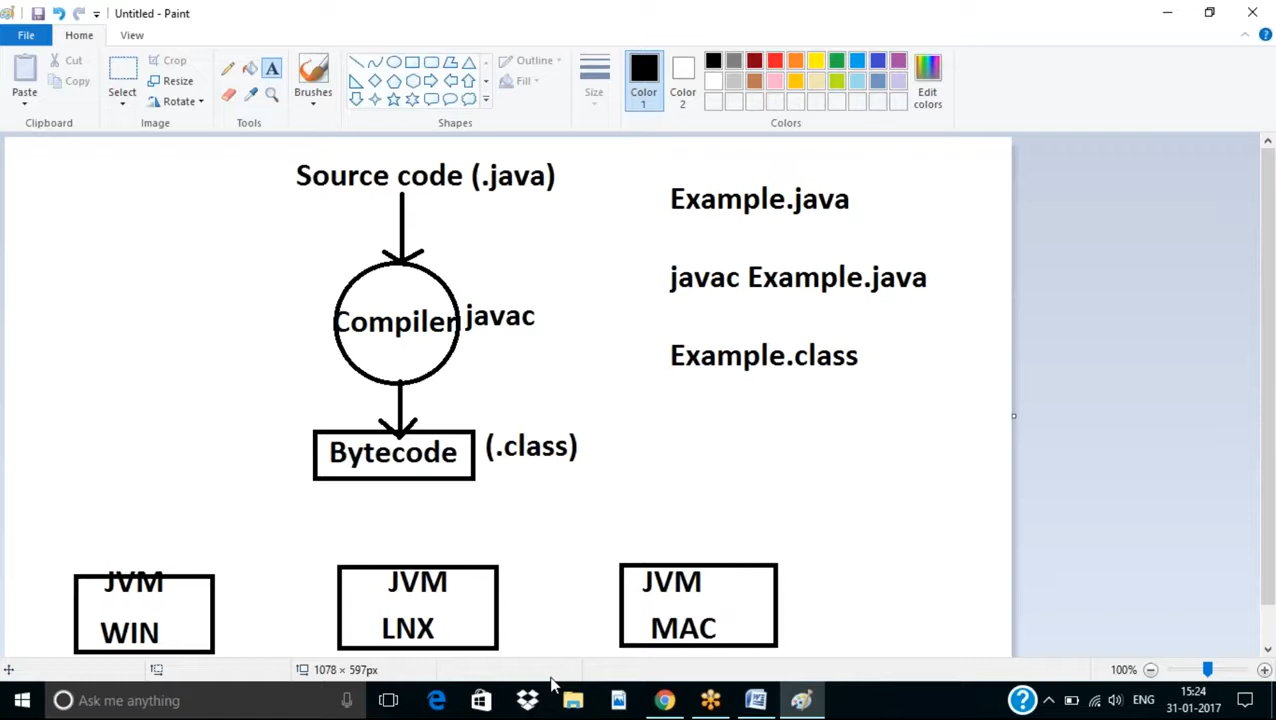 Untitled - Paint
File Home View
Paste
Cut
Copy
Clipboard
Select
Crop
Resize
Rotate
Image
Tools
Brushes
Shapes
Outline
Fill
Size
Color 1
Color 2
Edit colors
Colors
Source code (.java)
Compiler javac
Bytecode (.class)
Example.java
javac Example.java
Example.class
JVM
WIN
JVM
LNX
JVM
MAC
1078 × 597px
100%
Ask me anything
ENG
15:24
31-01-2017